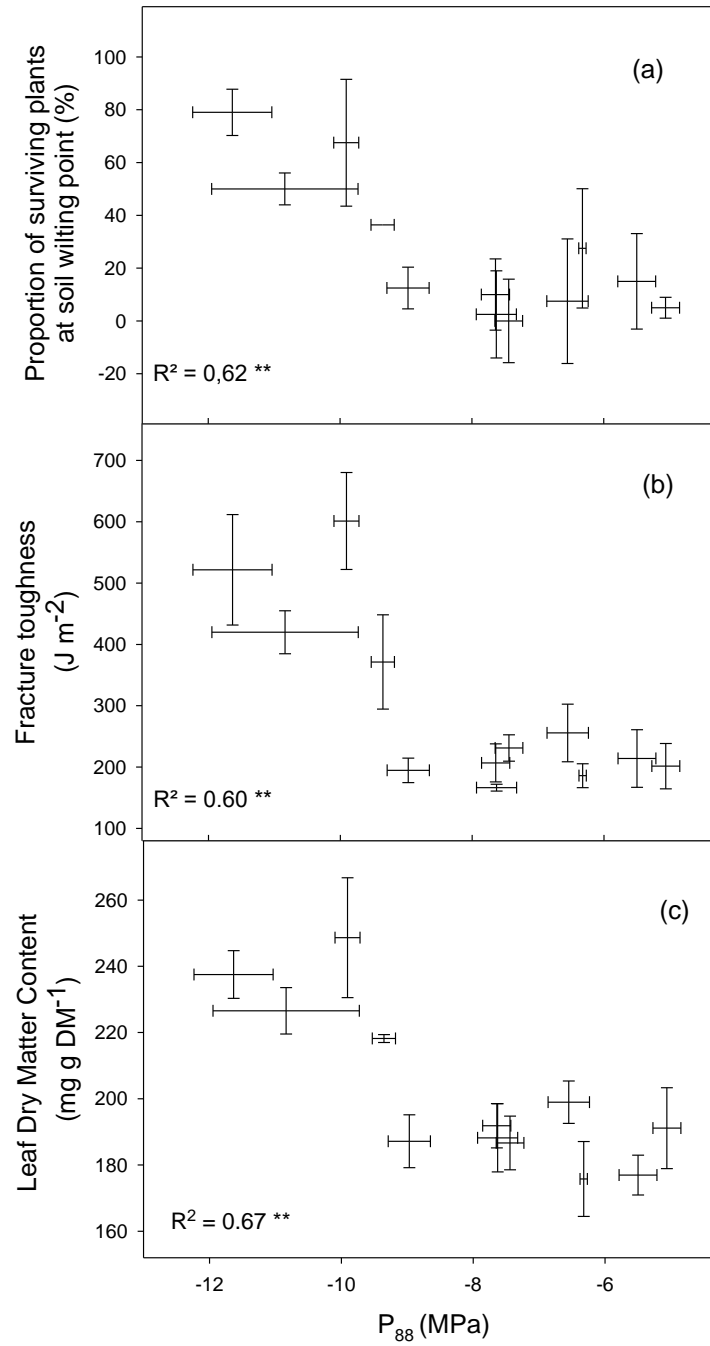 (a)
Proportion of surviving plants
at soil wilting point (%)
100
80
60
40
20
0
-20
R² = 0,62 **
(b)
Fracture toughness
(J m⁻²)
700
600
500
400
300
200
100
R² = 0.60 **
(c)
Leaf Dry Matter Content
(mg g DM⁻¹)
260
240
220
200
180
160
R² = 0.67 **
-12 -10 -8 -6
P₈₈ (MPa)